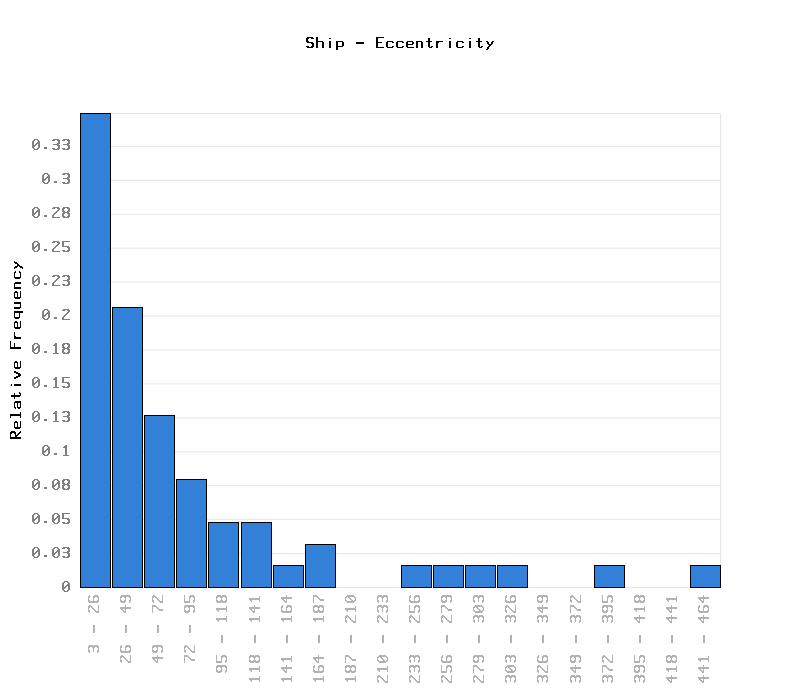 Ship - Eccentricity
Relative Frequency
0.33
0.3
0.28
0.25
0.23
0.2
0.18
0.15
0.13
0.1
0.08
0.05
0.03
0
3 - 26
26 - 49
49 - 72
72 - 95
95 - 118
118 - 141
141 - 164
164 - 187
187 - 210
210 - 233
233 - 256
256 - 279
279 - 303
303 - 326
326 - 349
349 - 372
372 - 395
395 - 418
418 - 441
441 - 464